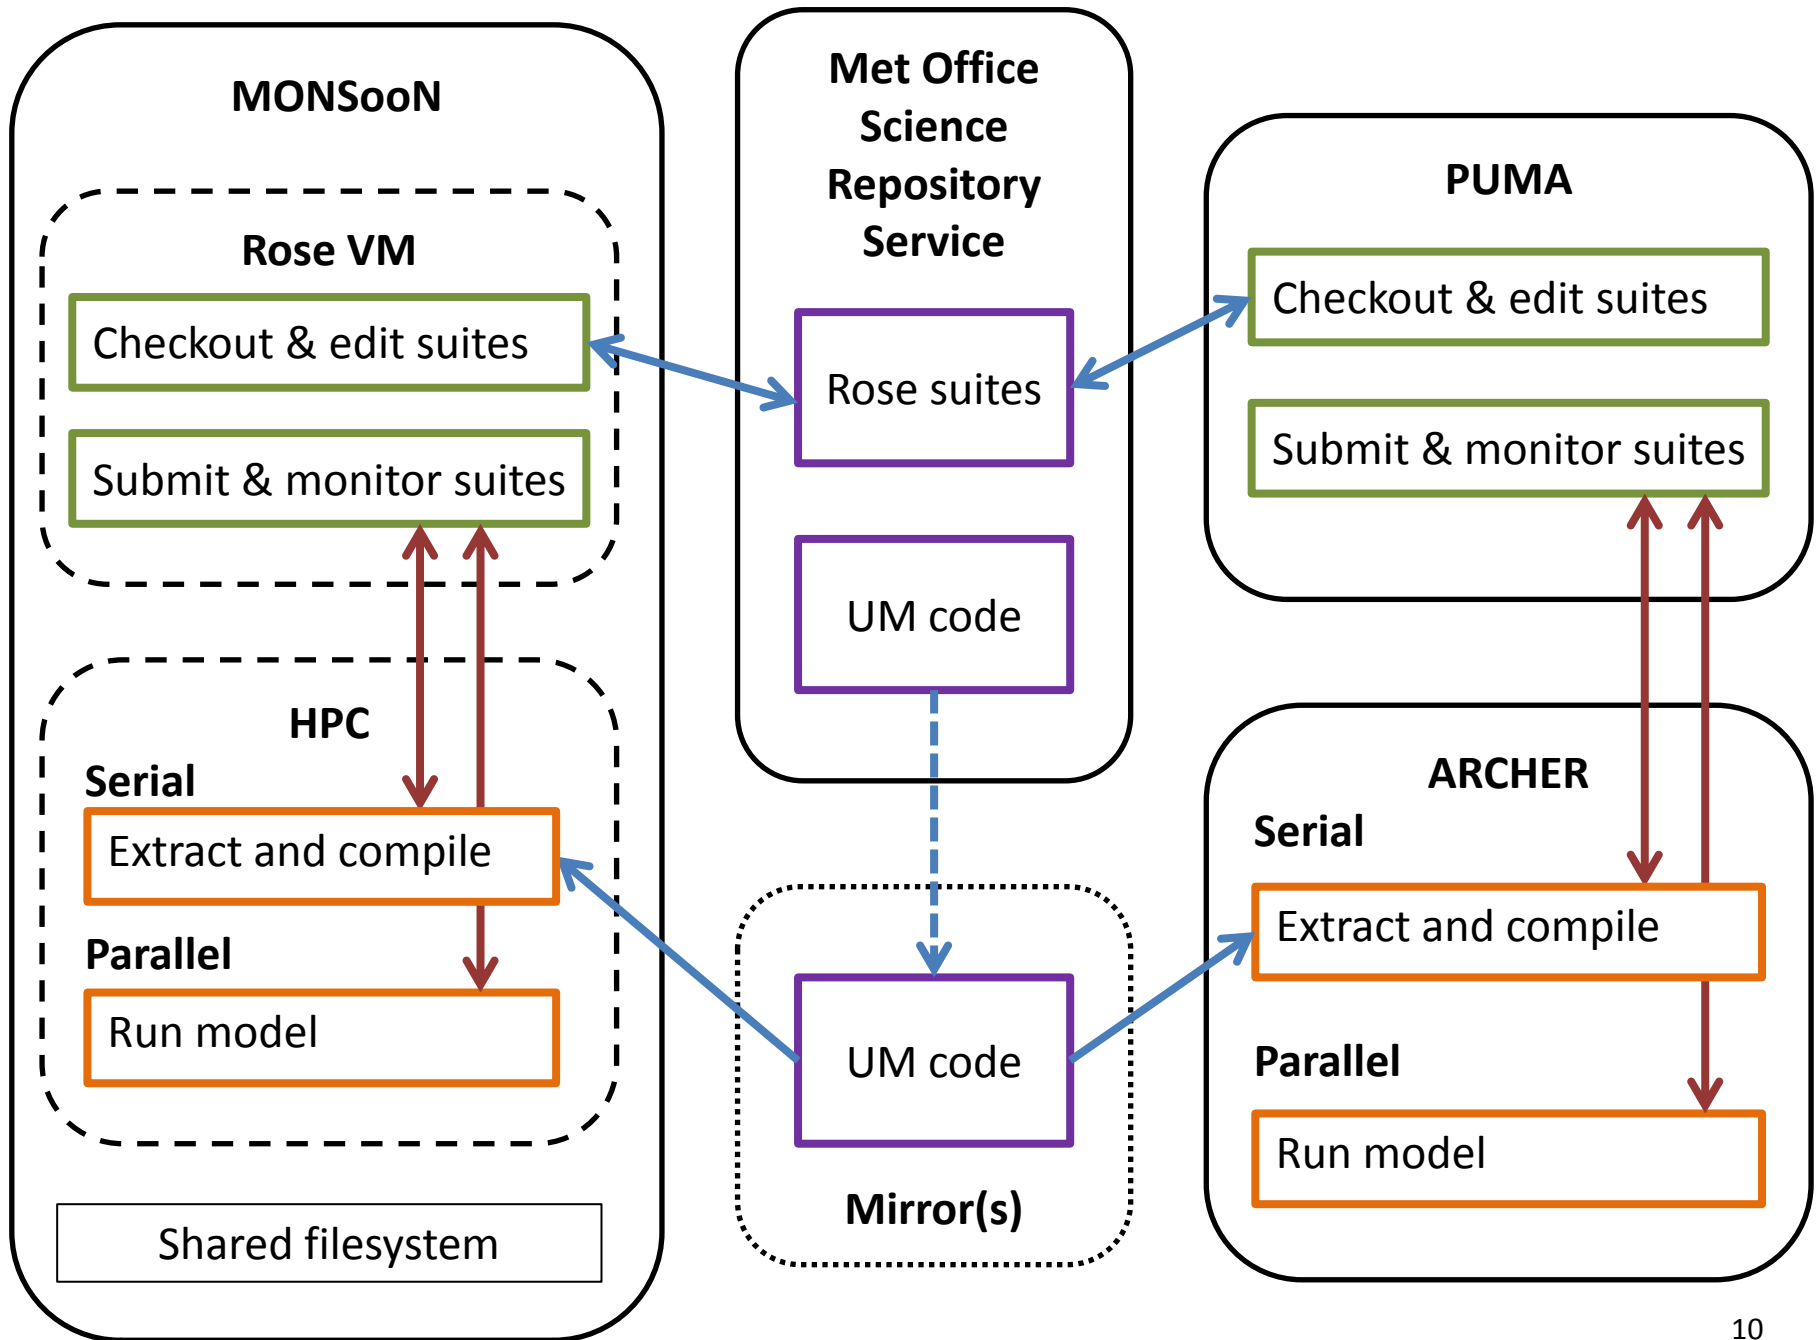 MONSooN
Rose VM
Checkout & edit suites
Submit & monitor suites
HPC
Serial
Extract and compile
Parallel
Run model
Shared filesystem
Met Office
Science
Repository
Service
Rose suites
UM code
UM code
Mirror(s)
PUMA
Checkout & edit suites
Submit & monitor suites
ARCHER
Serial
Extract and compile
Parallel
Run model
10